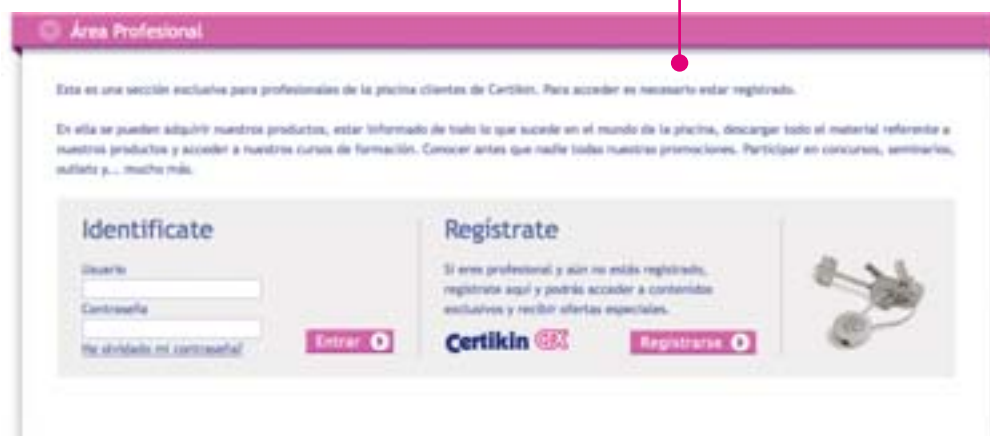 Área Profesional
Esta es una sección exclusiva para profesionales de la piscina clientes de Certikin. Para acceder es necesario estar registrado.
En ella se pueden adquirir nuestros productos, estar informado de todo lo que sucede en el mundo de la piscina, descargar todo el material referente a
nuestros productos y acceder a nuestros cursos de formación. Conocer antes que nadie todas nuestras promociones. Participar en concursos, seminarios,
outlets y... mucho más.
Identificate
Usuario
Contraseña
He olvidado mi contraseña!
Entrar
Regístrate
Si eres profesional y aún no estás registrado,
regístrate aquí y podrás acceder a contenidos
exclusivos y recibir ofertas especiales.
Certikin
Registrarse